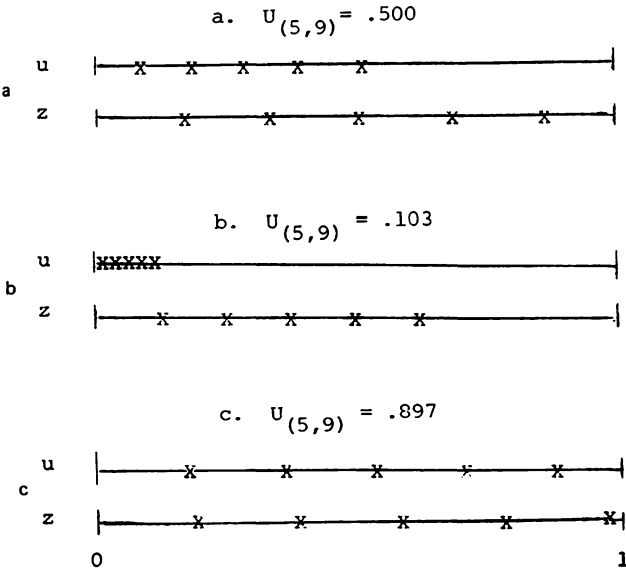 a. U(5,9) = .500
u
a
z
b. U(5,9) = .103
u
b
z
c. U(5,9) = .897
u
c
z
0 1